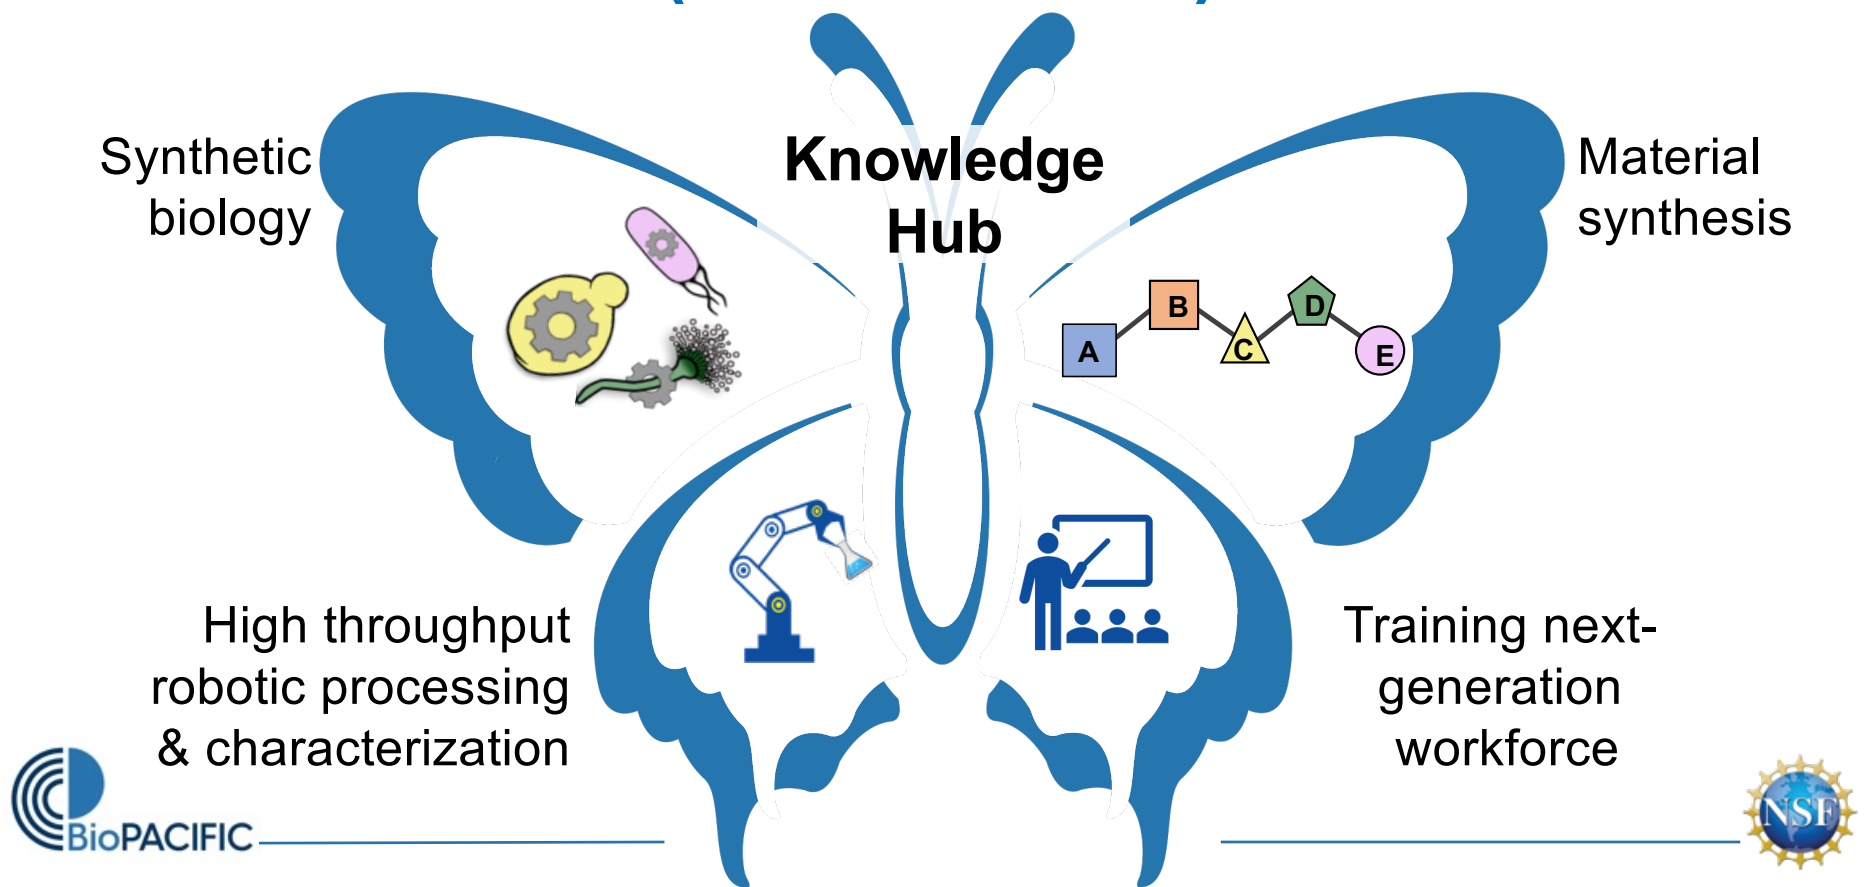 Knowledge
Hub
Synthetic
biology
Material
synthesis
A
B
C
D
E
High throughput
robotic processing
& characterization
Training next-
generation
workforce
BioPACIFIC
NSF